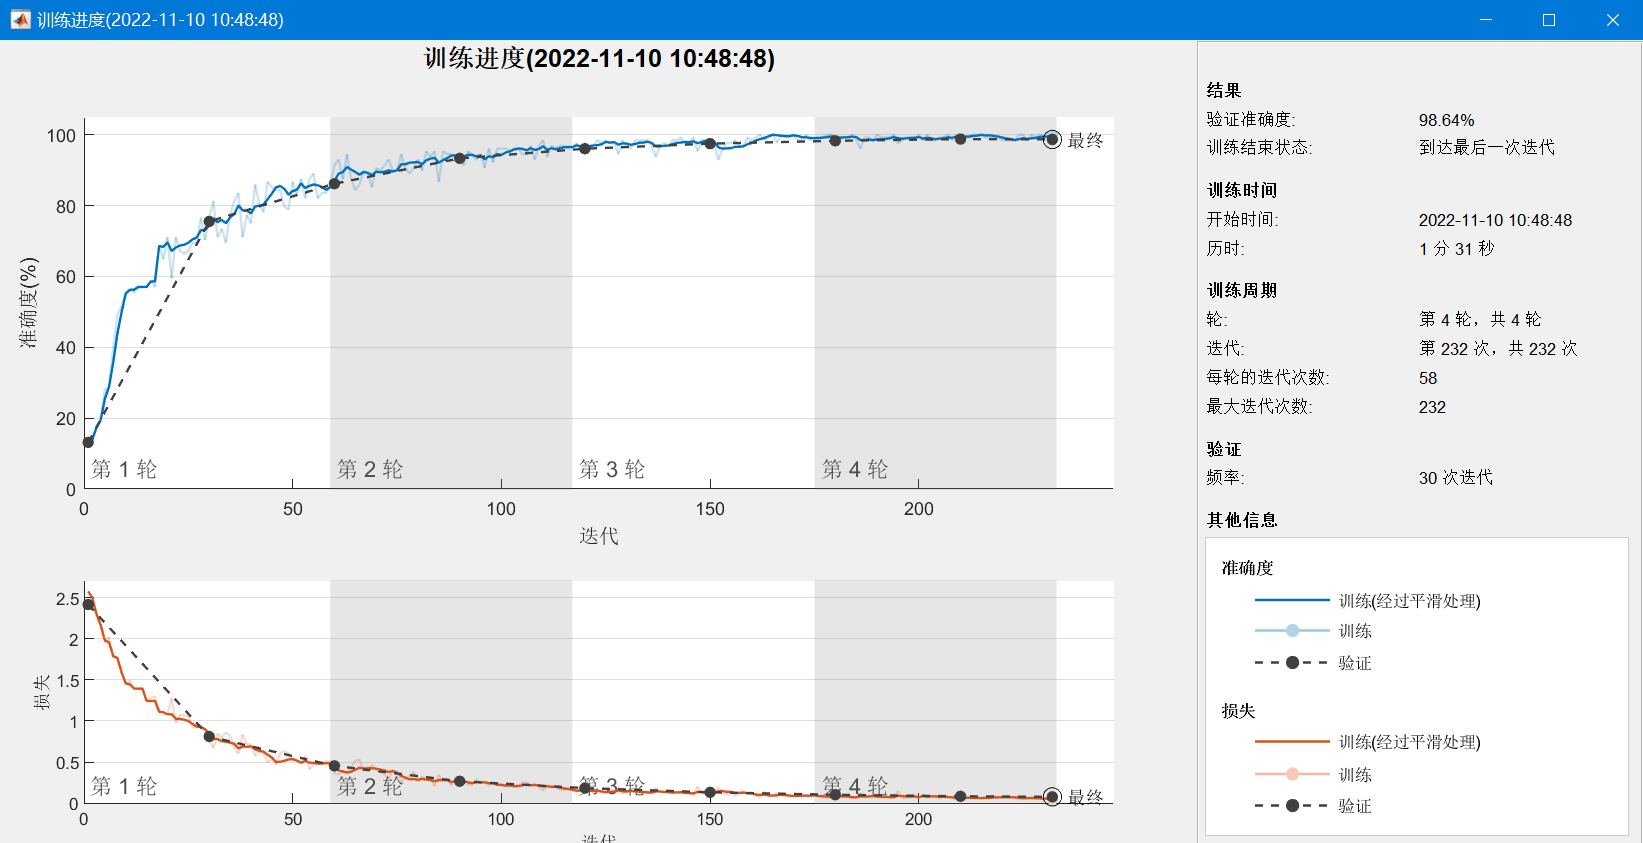 训练进度(2022-11-10 10:48:48)
训练进度(2022-11-10 10:48:48)
准确度(%)
100
80
60
40
20
0
最终
第 1 轮
第 2 轮
第 3 轮
第 4 轮
0
50
100
150
200
迭代
损失
2.5
2
1.5
1
0.5
0
最终
第 1 轮
第 2 轮
第 3 轮
第 4 轮
0
50
100
150
200
迭代
结果
验证准确度: 98.64%
训练结束状态: 到达最后一次迭代
训练时间
开始时间: 2022-11-10 10:48:48
历时: 1 分 31 秒
训练周期
轮: 第 4 轮，共 4 轮
迭代: 第 232 次，共 232 次
每轮的迭代次数: 58
最大迭代次数: 232
验证
频率: 30 次迭代
其他信息
准确度
训练(经过平滑处理)
训练
验证
损失
训练(经过平滑处理)
训练
验证